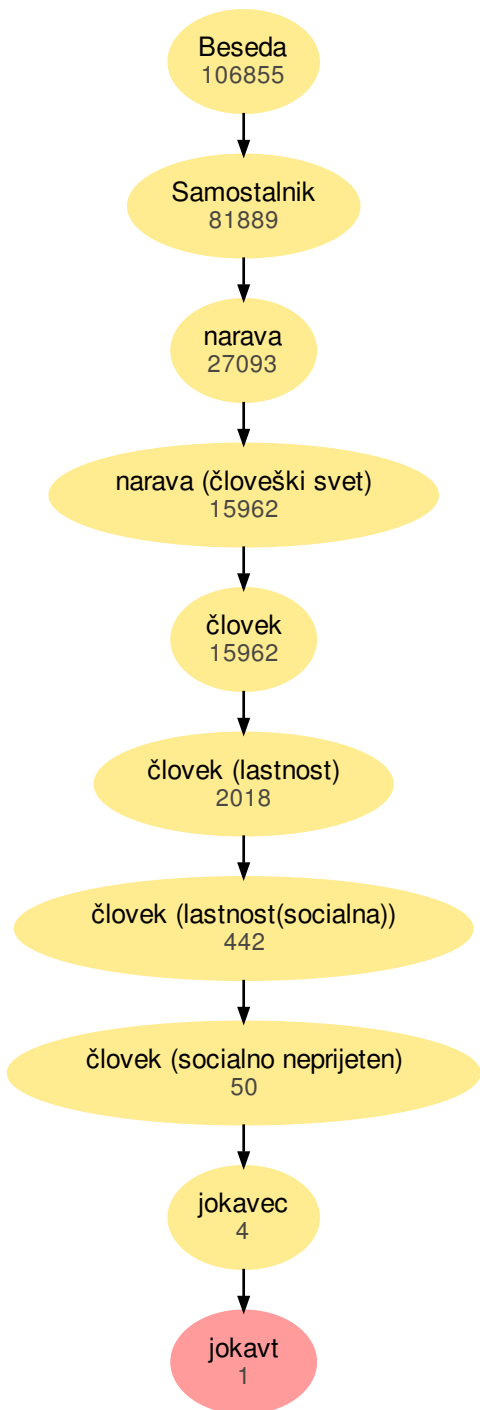 Beseda
106855
Samostalnik
81889
narava
27093
narava (človeški svet)
15962
človek
15962
človek (lastnost)
2018
človek (lastnost(socialna))
442
človek (socialno neprijeten)
50
jokavec
4
jokavt
1